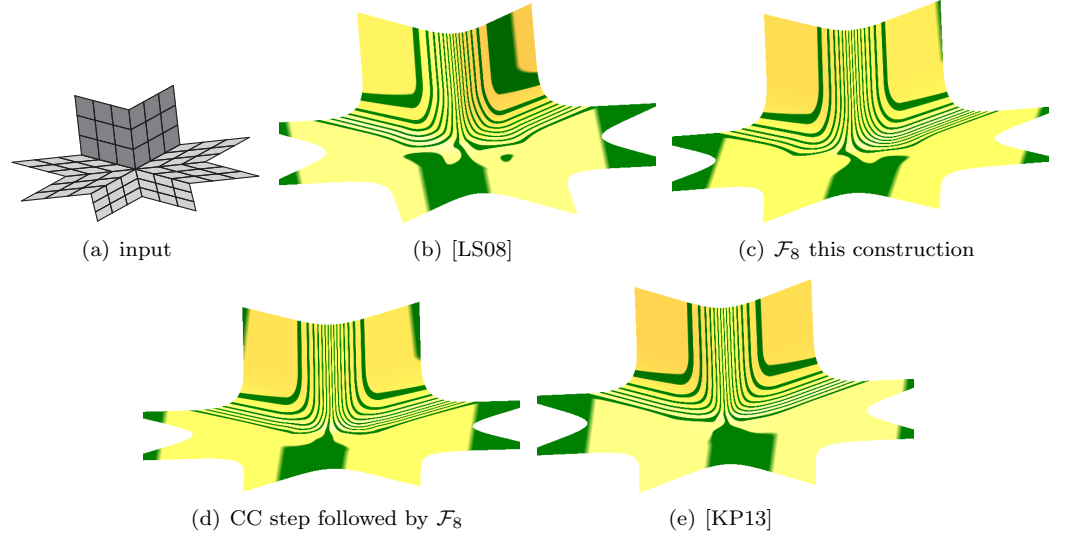 (a) input
(b) [LS08]
(c) ℱ₈ this construction
(d) CC step followed by ℱ₈
(e) [KP13]